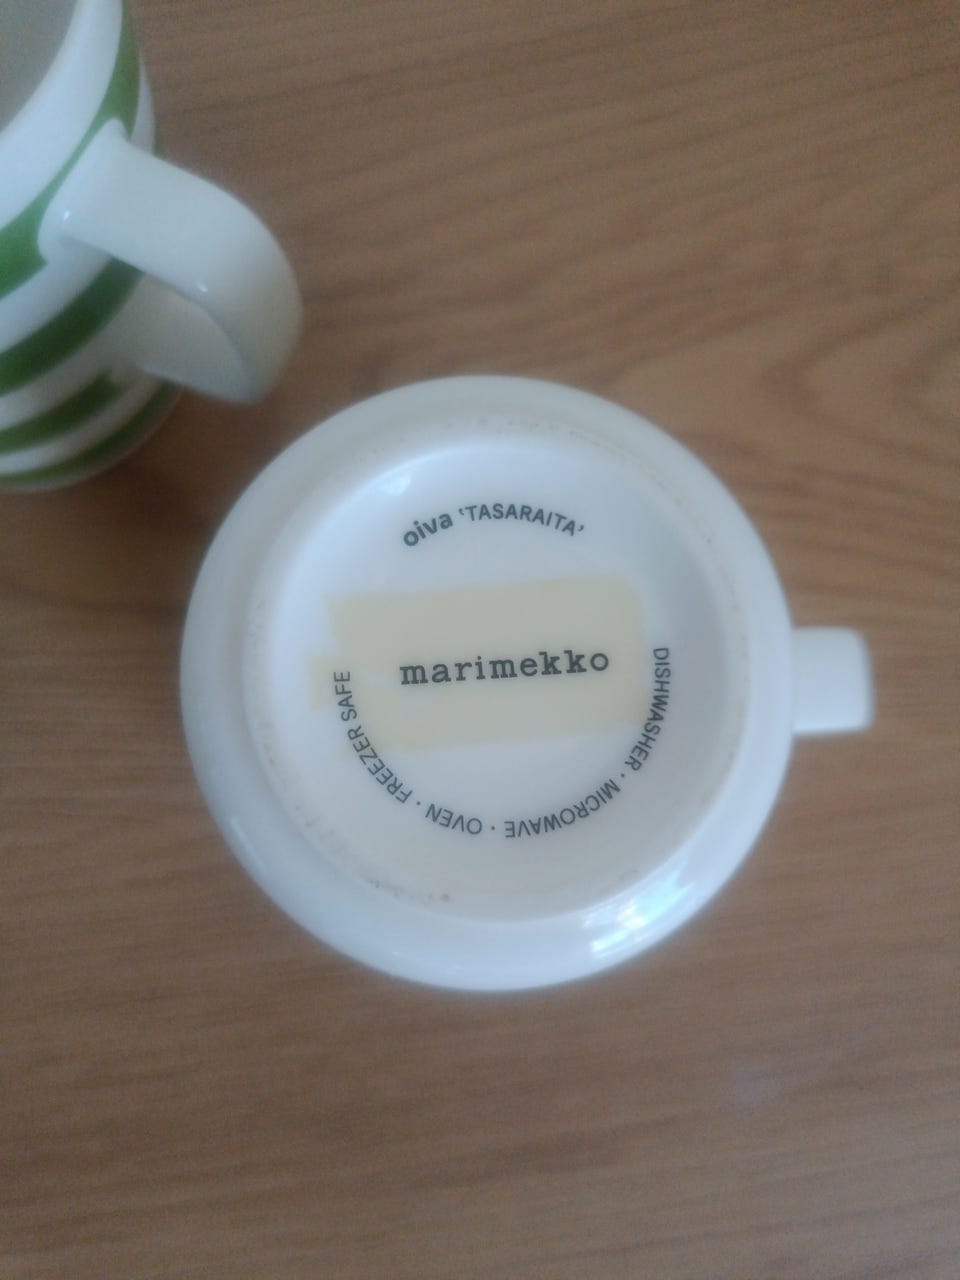 oiva ‘TASARAITA’
marimekko
DISHWASHER · MICROWAVE · OVEN · FREEZER SAFE